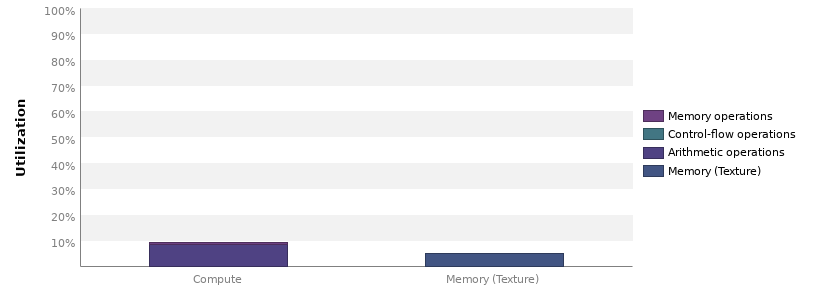 100%
90%
80%
70%
60%
50%
40%
30%
20%
10%
Utilization
Compute
Memory (Texture)
Memory operations
Control-flow operations
Arithmetic operations
Memory (Texture)